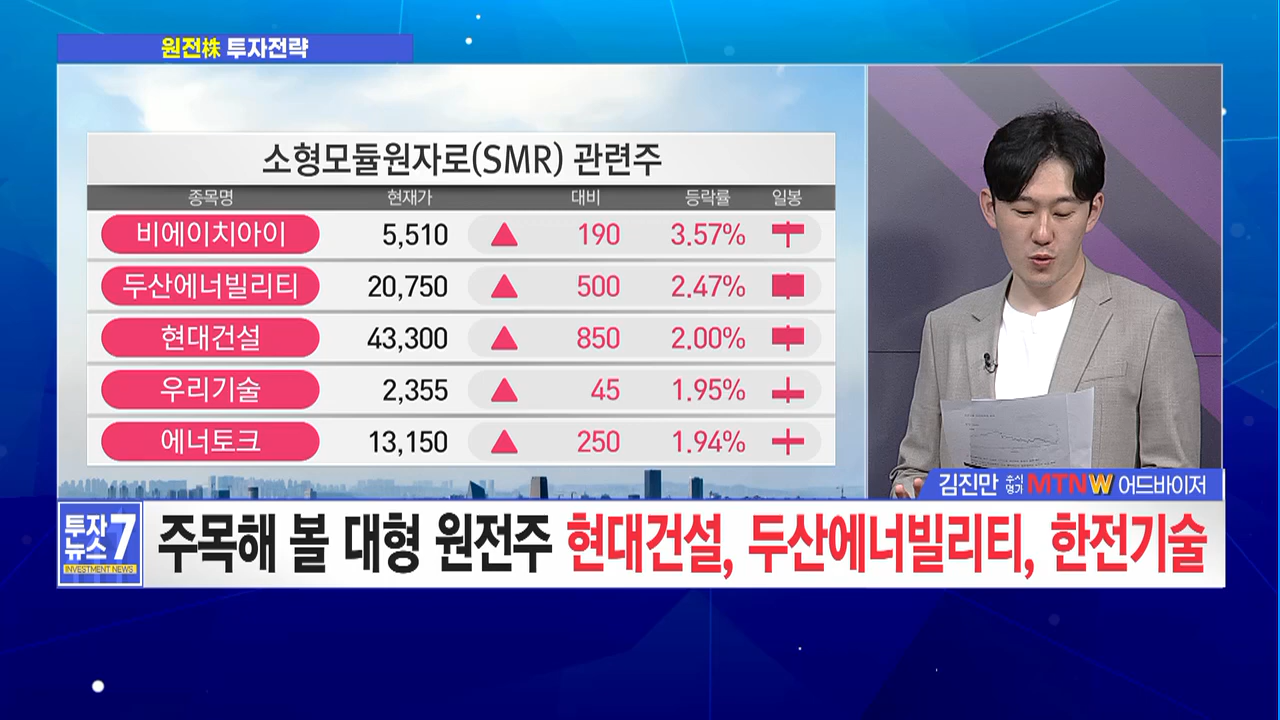 원전株 투자전략
소형모듈원자로(SMR) 관련주
종목명 현재가 대비 등락률 일봉
비에이치아이 5,510 ▲ 190 3.57%
두산에너빌리티 20,750 ▲ 500 2.47%
현대건설 43,300 ▲ 850 2.00%
우리기술 2,355 ▲ 45 1.95%
에너토크 13,150 ▲ 250 1.94%
김진만 주식명가 MTNW 어드바이저
투자뉴스7
INVESTMENT NEWS
주목해 볼 대형 원전주 현대건설, 두산에너빌리티, 한전기술